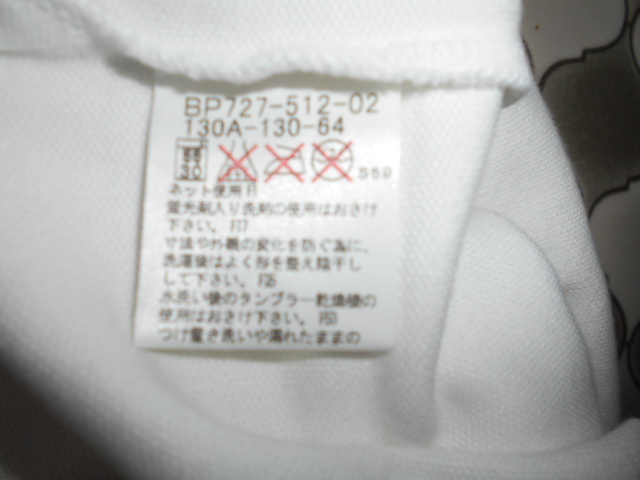 BP727-512-02
130A-130-64
30 S59
ネット使用
蛍光剤入り洗剤の使用はおさけ
下さい。 F17
寸法や外観の変化を防ぐ為に、
洗濯後はよく形を整え陰干し
して下さい。
水洗い後のタンブラー乾燥機の
使用はおさけ下さい。
つけ置き洗いや濡れたままの